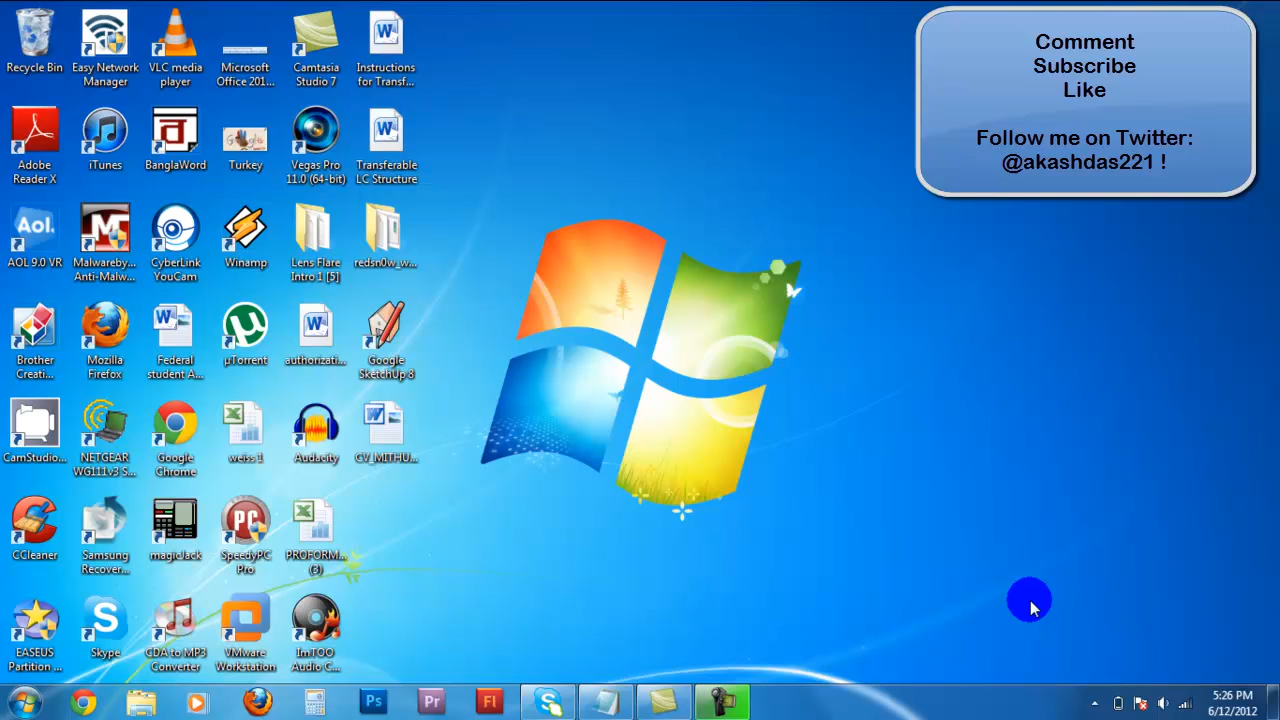 Comment
Subscribe
Like
Follow me on Twitter:
@akashdas221 !
Recycle Bin
Easy Network
Manager
VLC media
player
Microsoft
Office 201...
Camtasia
Studio 7
Instructions
for Transf...
Adobe
Reader X
iTunes
BanglaWord
Turkey
Vegas Pro
11.0 (64-bit)
Transferable
LC Structure
Aol.
AOL 9.0 VR
Malwareby...
Anti-Malw...
CyberLink
YouCam
Winamp
Lens Flare
Intro 1 [5]
redsn0w_w...
Brother
Creati...
Mozilla
Firefox
Federal
student A...
µTorrent
authorizati...
Google
SketchUp 8
CamStudio...
NETGEAR
WG111v3 S...
Google
Chrome
weiss 1
Audacity
CV_MITHU...
CCleaner
Samsung
Recover...
magicJack
PC
SpeedyPC
Pro
PROFORM...
(3)
EASEUS
Partition ...
Skype
CDA to MP3
Converter
VMware
Workstation
ImTOO
Audio C...
Ps
Pr
Fl
5:26 PM
6/12/2012